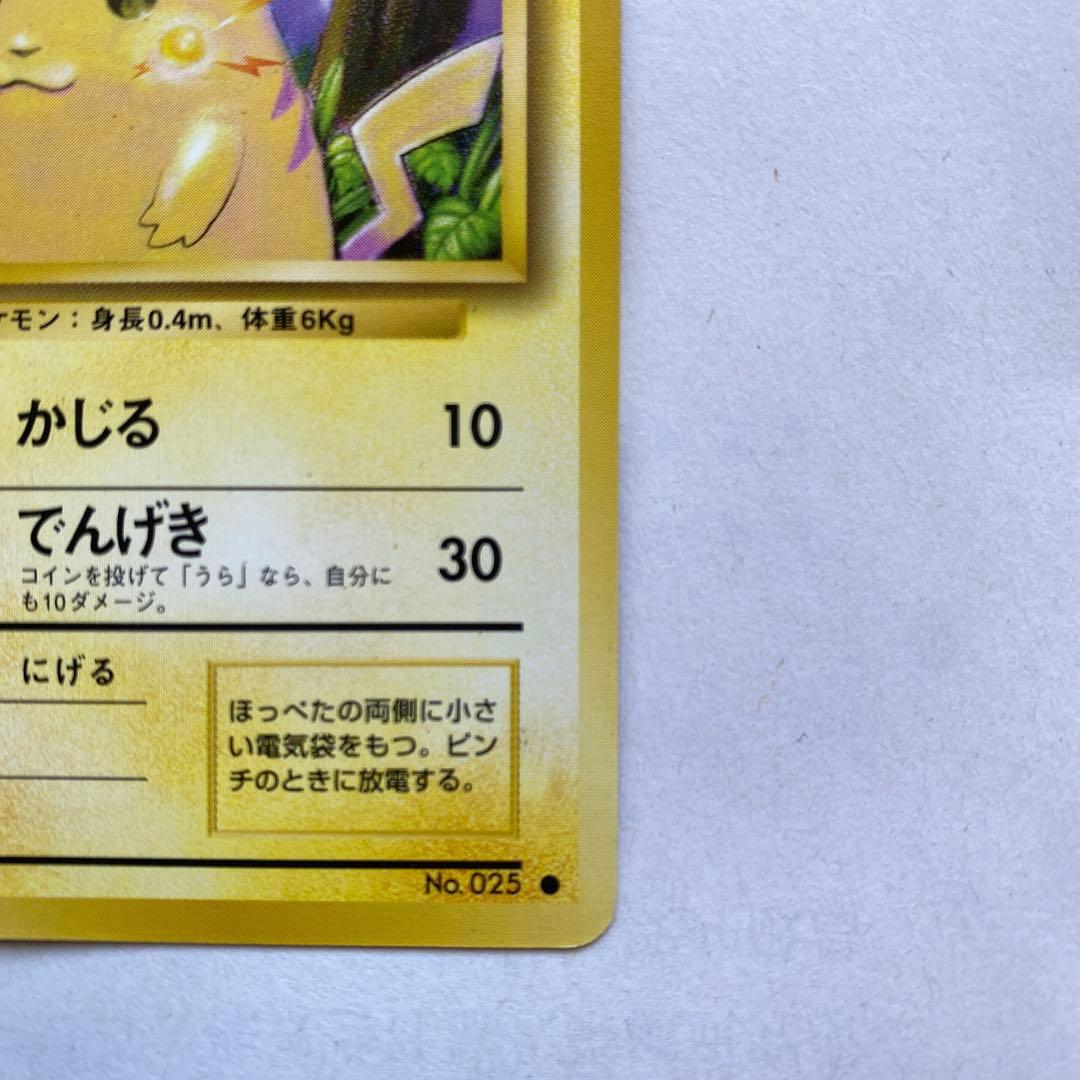 ケモン：身長0.4m、体重6Kg
かじる 10
でんげき 30
コインを投げて「うら」なら、自分に
も10ダメージ。
にげる
ほっぺたの両側に小さ
い電気袋をもつ。ピン
チのときに放電する。
No. 025 ●